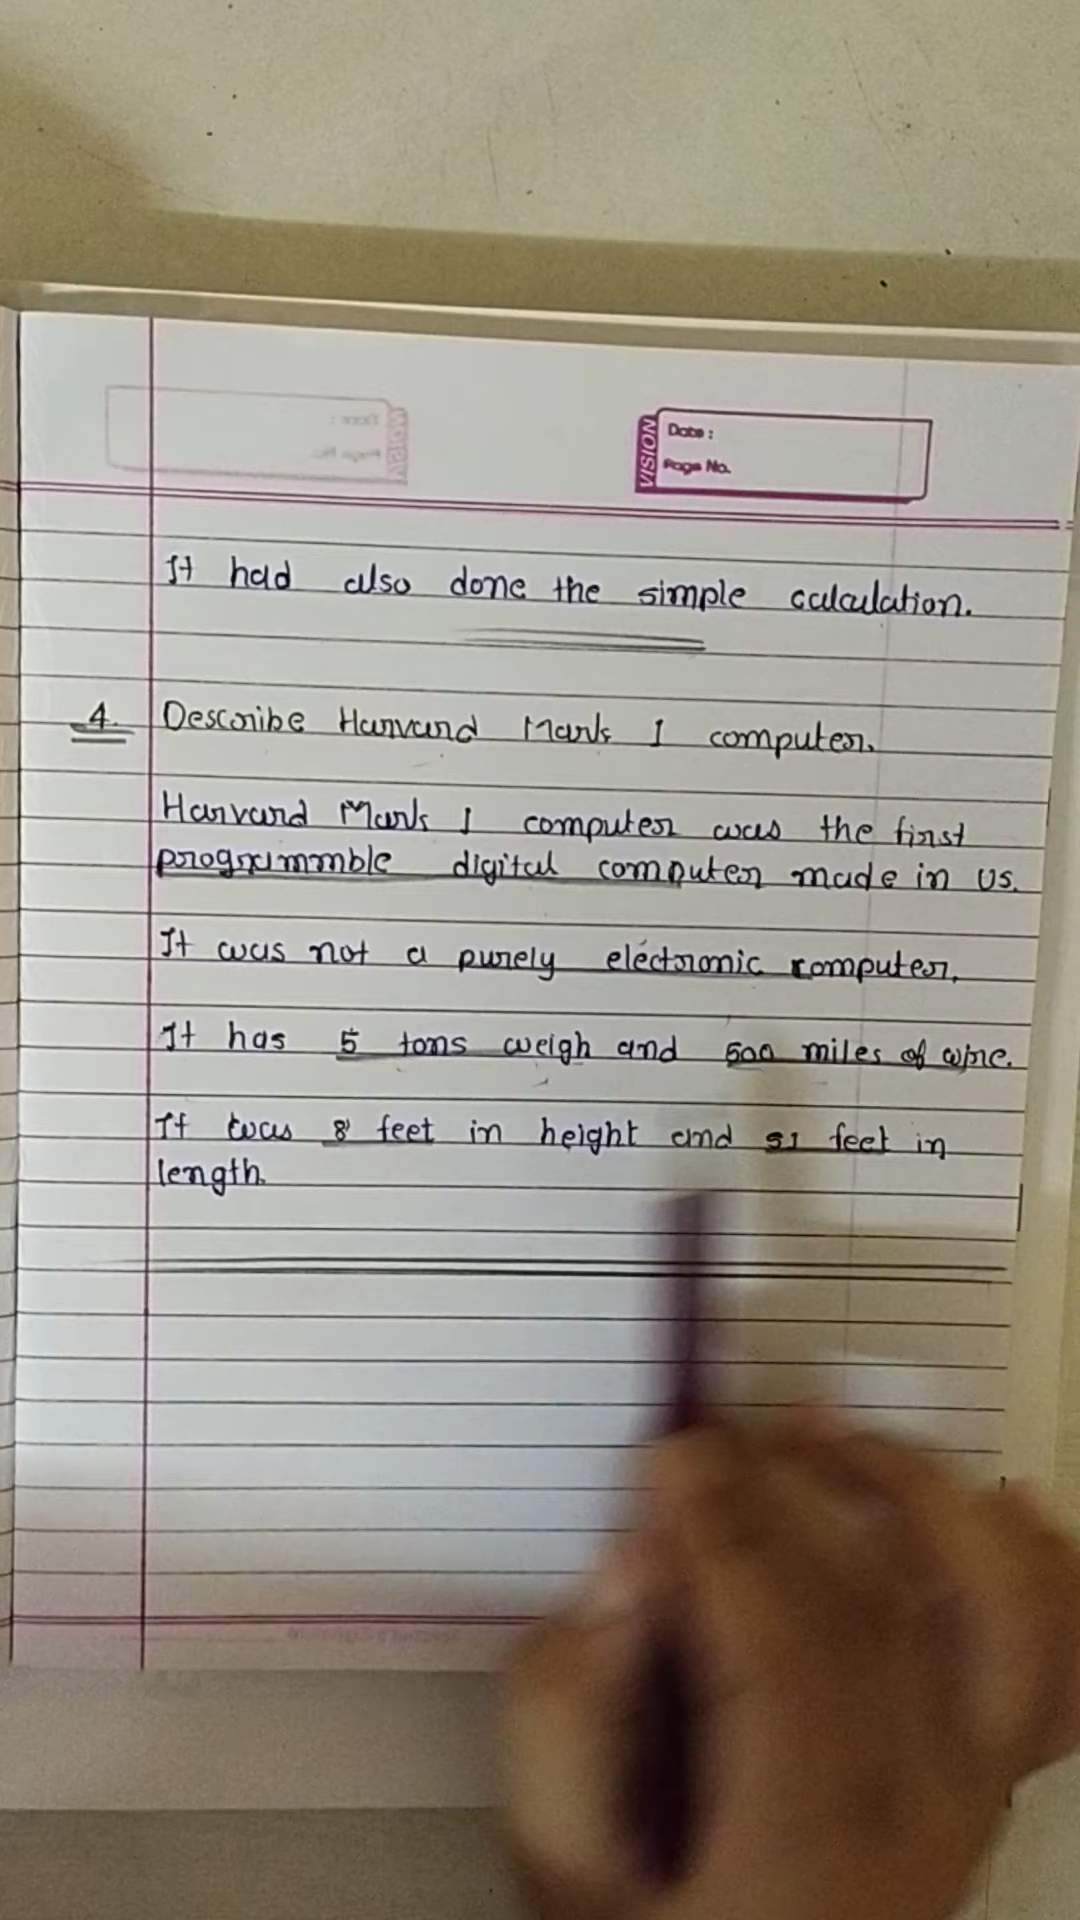 VISION
Date :
Page No.
It had also done the simple calculation.
4. Describe Harvard Mark I computer.
Harvard Mark I computer was the first
programmble digital computer made in US.
It was not a purely electronic computer.
It has 5 tons weigh and 500 miles of wire.
It was 8 feet in height and 51 feet in
length.